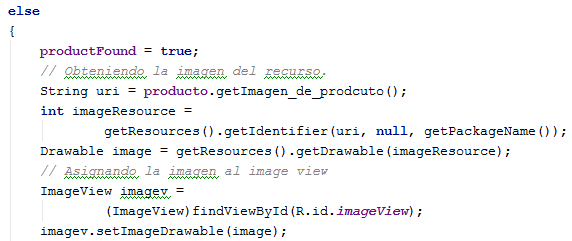 else
{
productFound = true;
// Obteniendo la imagen del recurso.
String uri = producto.getImagen_de_prodcuto();
int imageResource =
getResources().getIdentifier(uri, null, getPackageName());
Drawable image = getResources().getDrawable(imageResource);
// Asignando la imagen al image view
ImageView imagev =
(ImageView)findViewById(R.id.imageView);
imagev.setImageDrawable(image);